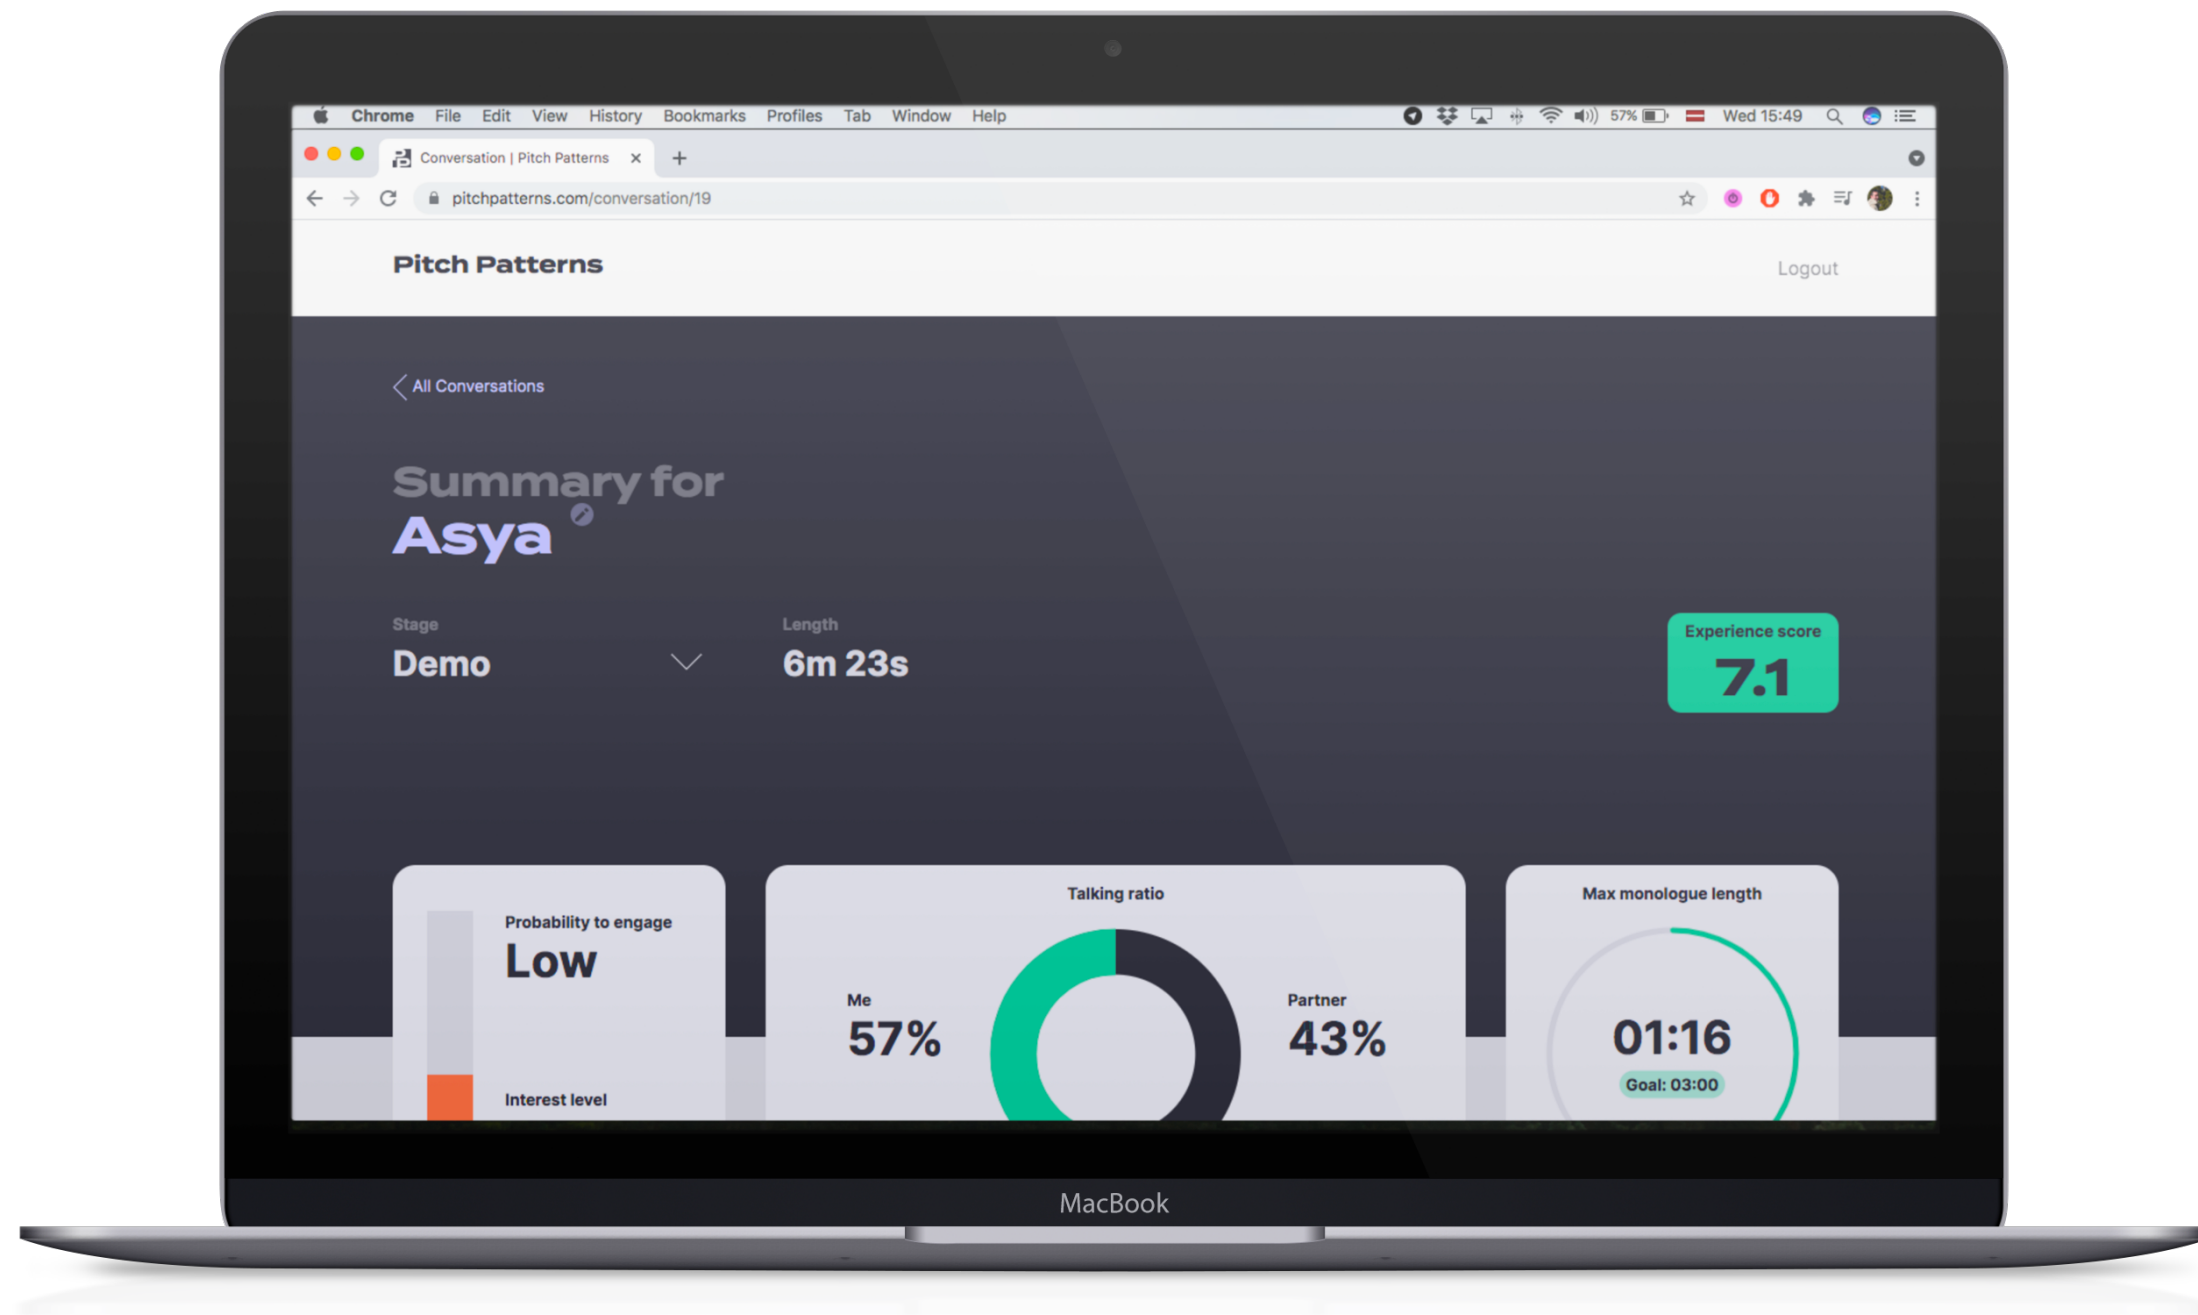 Chrome File Edit View History Bookmarks Profiles Tab Window Help 57% Wed 15:49
Conversation | Pitch Patterns
pitchpatterns.com/conversation/19
Pitch Patterns
Logout
All Conversations
Summary for
Asya
Stage
Demo
Length
6m 23s
Experience score
7.1
Probability to engage
Low
Interest level
Talking ratio
Me
57%
Partner
43%
Max monologue length
01:16
Goal: 03:00
MacBook